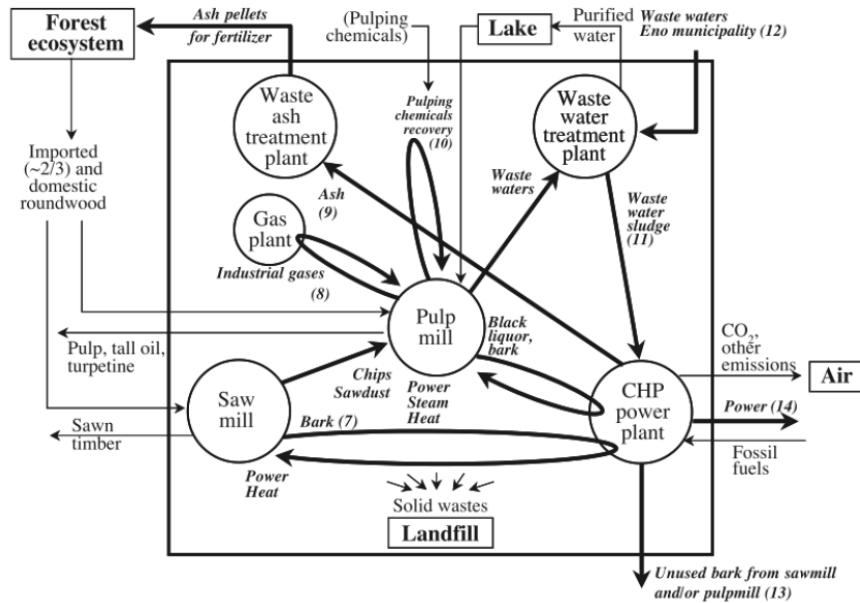 Forest
ecosystem
Ash pellets
for fertilizer
(Pulping
chemicals)
Lake
Purified
water
Waste waters
Eno municipality (12)
Waste
ash
treatment
plant
Pulping
chemicals
recovery
(10)
Waste
water
treatment
plant
Imported
(~2/3) and
domestic
roundwood
Ash
(9)
Waste
waters
Waste
water
sludge
(11)
Gas
plant
Industrial gases
(8)
Pulp
mill
Black
liquor,
bark
Pulp, tall oil,
turpetine
Chips
Sawdust
Power
Steam
Heat
CO2,
other
emissions
Air
Saw
mill
CHP
power
plant
Power (14)
Bark (7)
Sawn
timber
Power
Heat
Fossil
fuels
Solid wastes
Landfill
Unused bark from sawmill
and/or pulpmill (13)